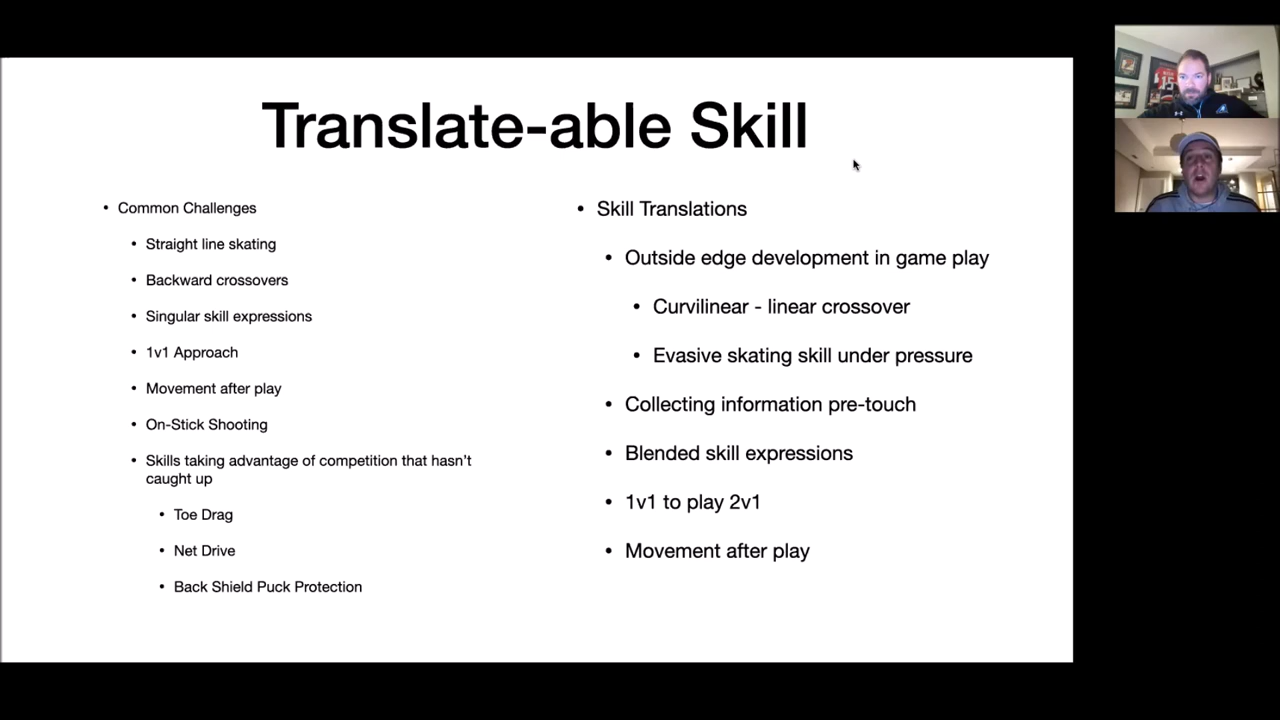 Translate-able Skill
• Common Challenges
• Straight line skating
• Backward crossovers
• Singular skill expressions
• 1v1 Approach
• Movement after play
• On-Stick Shooting
• Skills taking advantage of competition that hasn't
caught up
• Toe Drag
• Net Drive
• Back Shield Puck Protection
• Skill Translations
• Outside edge development in game play
• Curvilinear - linear crossover
• Evasive skating skill under pressure
• Collecting information pre-touch
• Blended skill expressions
• 1v1 to play 2v1
• Movement after play
15